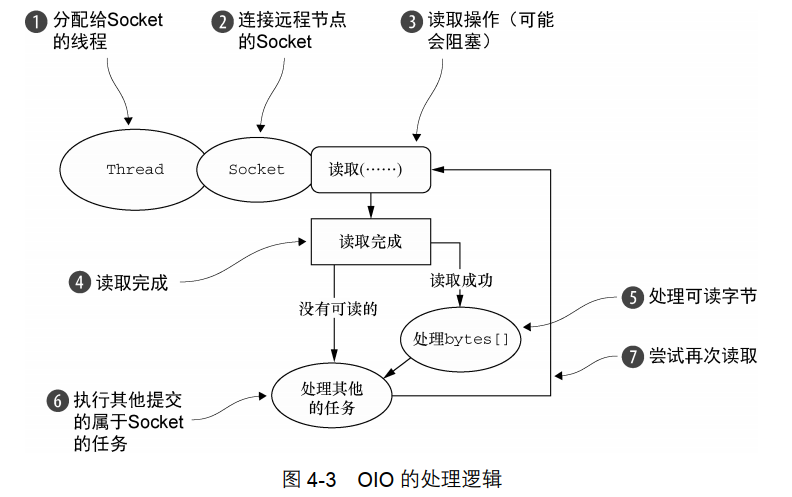 1 分配给Socket
的线程
2 连接远程节点
的Socket
3 读取操作（可能
会阻塞）
Thread
Socket
读取(……)
读取完成
4 读取完成
读取成功
没有可读的
5 处理可读字节
处理bytes[]
7 尝试再次读取
处理其他
的任务
6 执行其他提交
的属于Socket
的任务
图 4-3 OIO 的处理逻辑